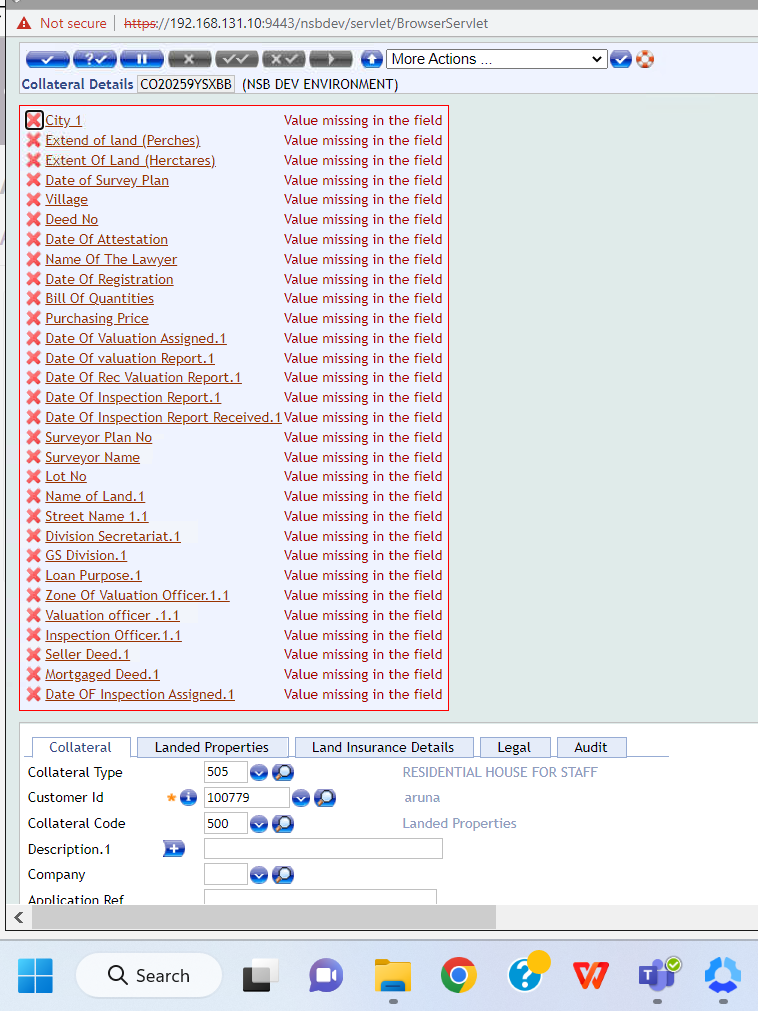 Not secure https://192.168.131.10:9443/nsbdev/servlet/BrowserServlet
More Actions ...
Collateral Details CO20259YSXBB (NSB DEV ENVIRONMENT)
City 1 Value missing in the field
Extend of land (Perches) Value missing in the field
Extent Of Land (Herctares) Value missing in the field
Date of Survey Plan Value missing in the field
Village Value missing in the field
Deed No Value missing in the field
Date Of Attestation Value missing in the field
Name Of The Lawyer Value missing in the field
Date Of Registration Value missing in the field
Bill Of Quantities Value missing in the field
Purchasing Price Value missing in the field
Date Of Valuation Assigned.1 Value missing in the field
Date Of valuation Report.1 Value missing in the field
Date Of Rec Valuation Report.1 Value missing in the field
Date Of Inspection Report.1 Value missing in the field
Date Of Inspection Report Received.1 Value missing in the field
Surveyor Plan No Value missing in the field
Surveyor Name Value missing in the field
Lot No Value missing in the field
Name of Land.1 Value missing in the field
Street Name 1.1 Value missing in the field
Division Secretariat.1 Value missing in the field
GS Division.1 Value missing in the field
Loan Purpose.1 Value missing in the field
Zone Of Valuation Officer.1.1 Value missing in the field
Valuation officer .1.1 Value missing in the field
Inspection Officer.1.1 Value missing in the field
Seller Deed.1 Value missing in the field
Mortgaged Deed.1 Value missing in the field
Date OF Inspection Assigned.1 Value missing in the field
Collateral Landed Properties Land Insurance Details Legal Audit
Collateral Type 505 RESIDENTIAL HOUSE FOR STAFF
Customer Id 100779 aruna
Collateral Code 500 Landed Properties
Description.1
Company
Application Ref
Search